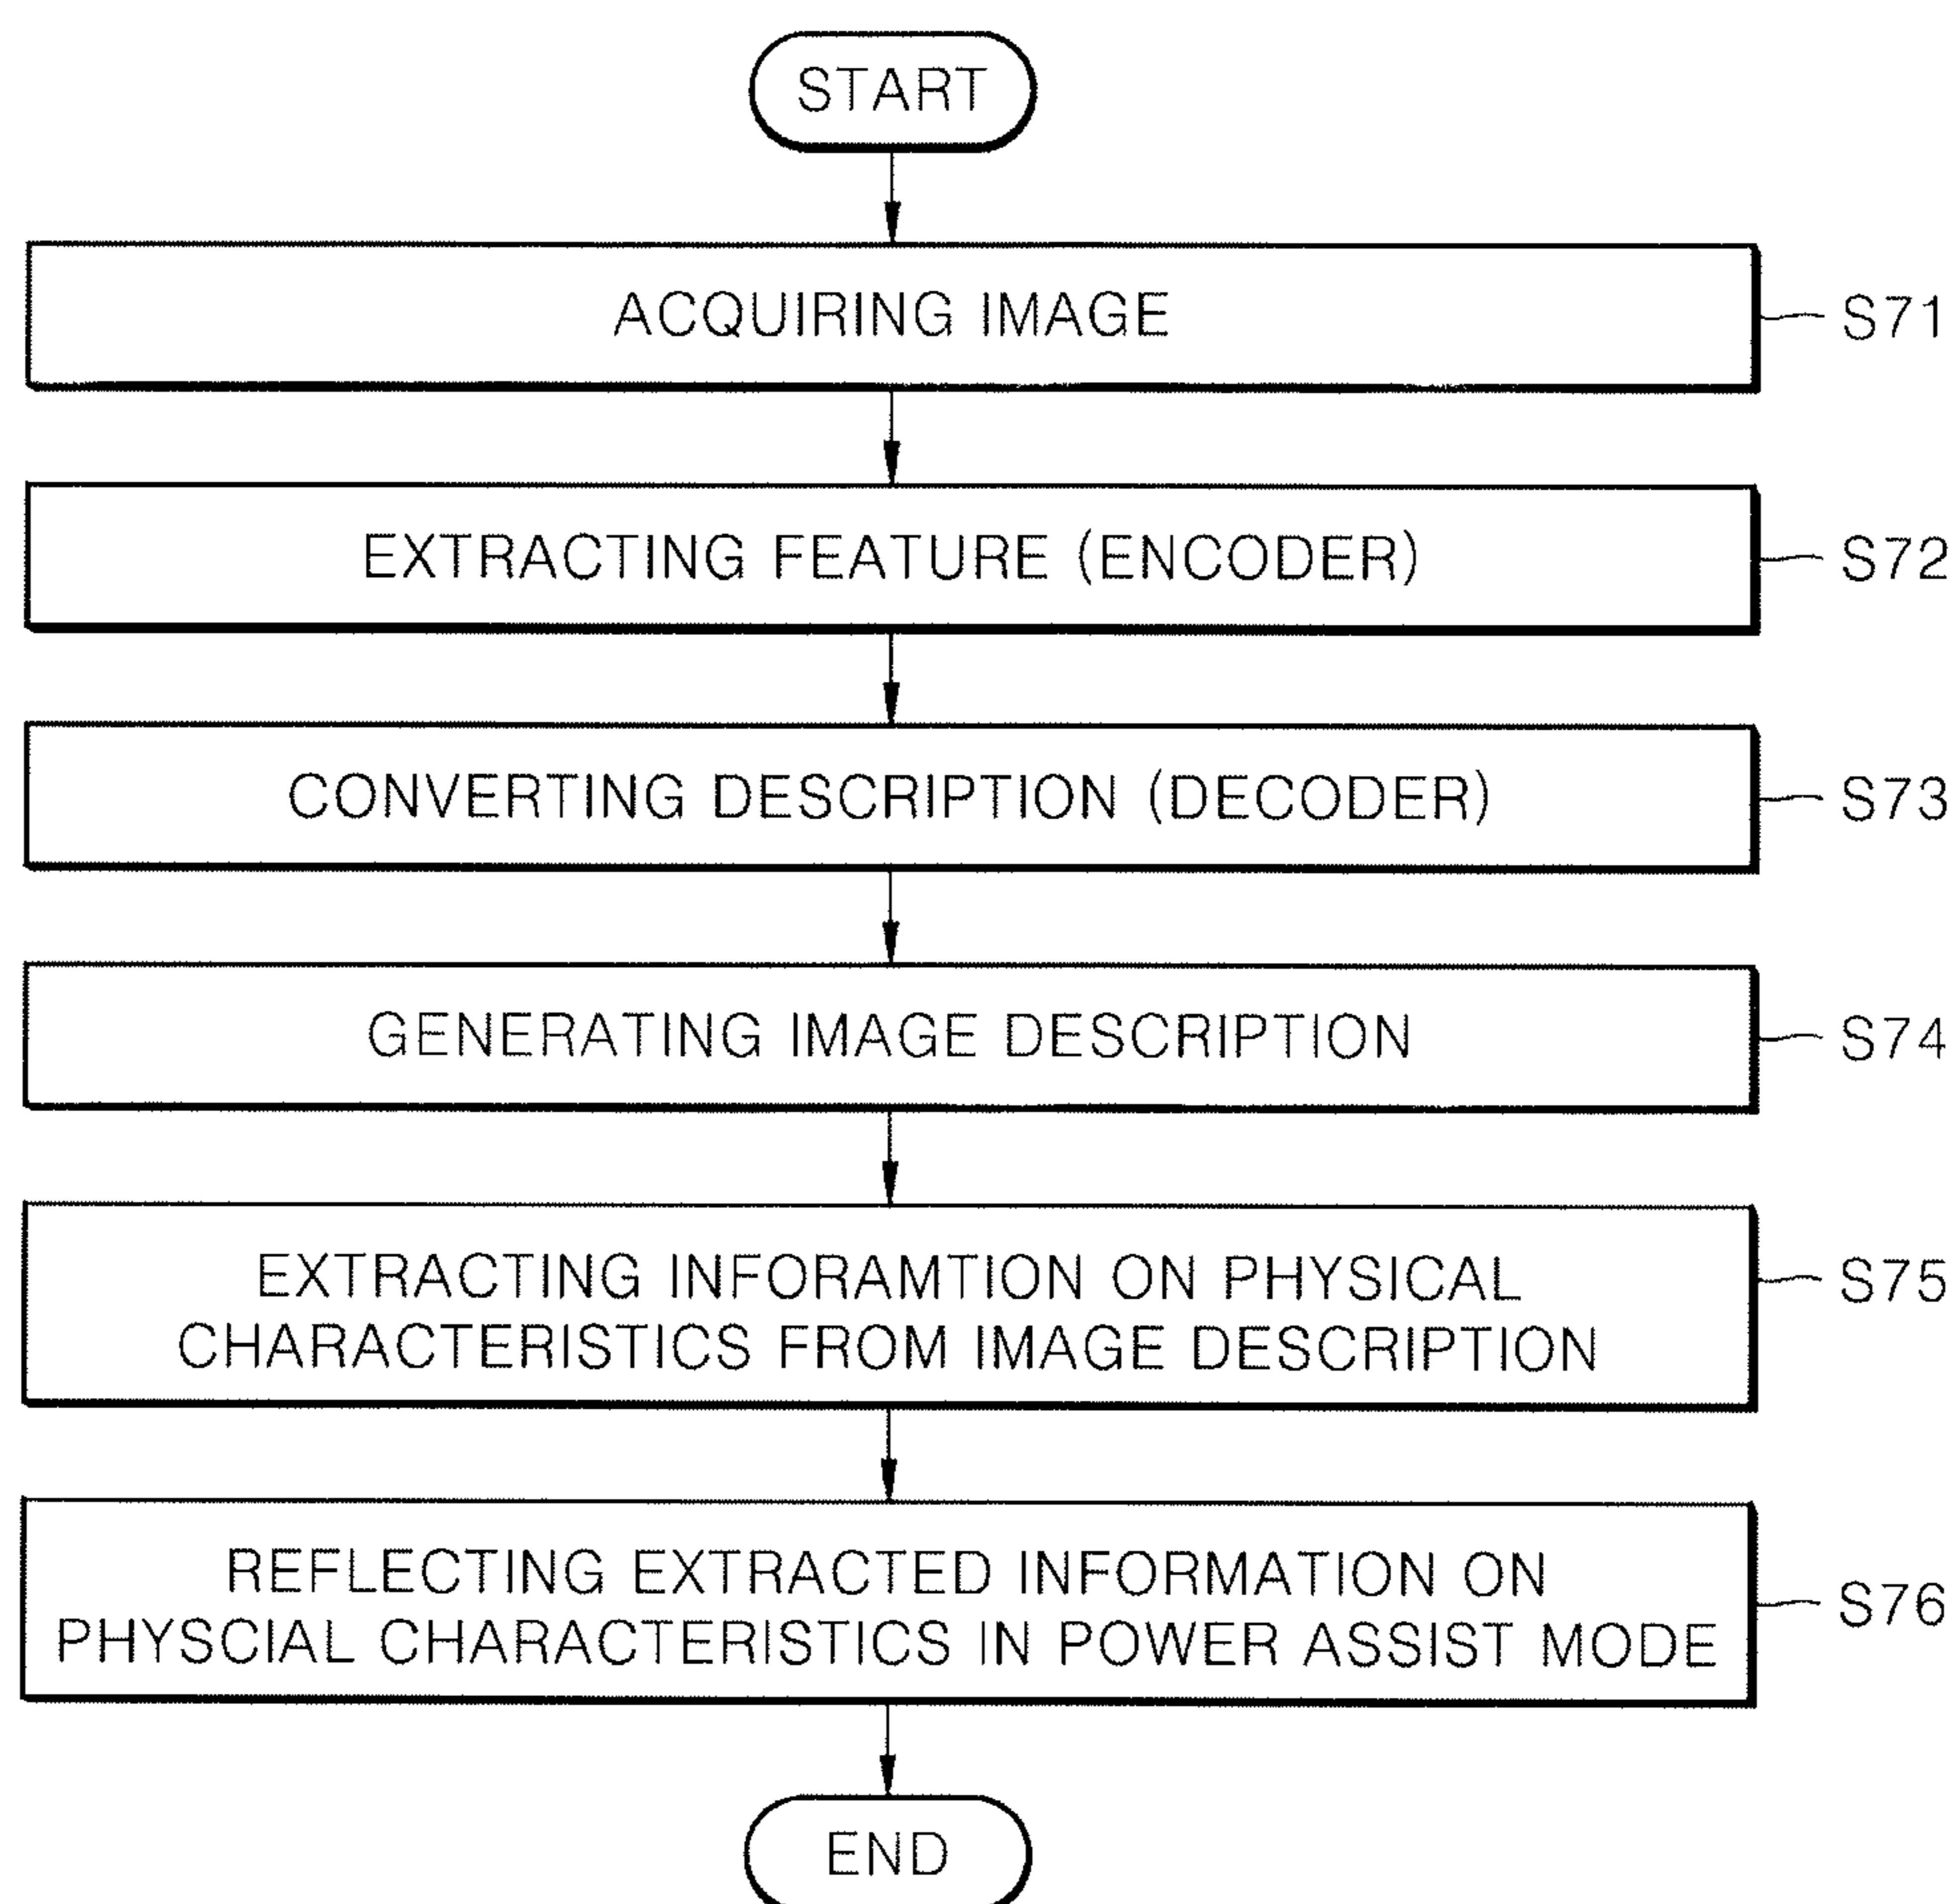 START
ACQUIRING IMAGE
S71
EXTRACTING FEATURE (ENCODER)
S72
CONVERTING DESCRIPTION (DECODER)
S73
GENERATING IMAGE DESCRIPTION
S74
EXTRACTING INFORAMTION ON PHYSICAL
CHARACTERISTICS FROM IMAGE DESCRIPTION
S75
REFLECTING EXTRACTED INFORMATION ON
PHYSCIAL CHARACTERISTICS IN POWER ASSIST MODE
S76
END